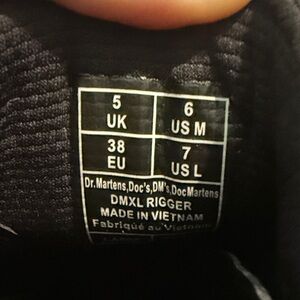 5 6
UK US M
38 7
EU US L
Dr.Martens,Doc's,DM's,DocMartens
DMXL RIGGER
MADE IN VIETNAM
Fabriqué au Vietnam